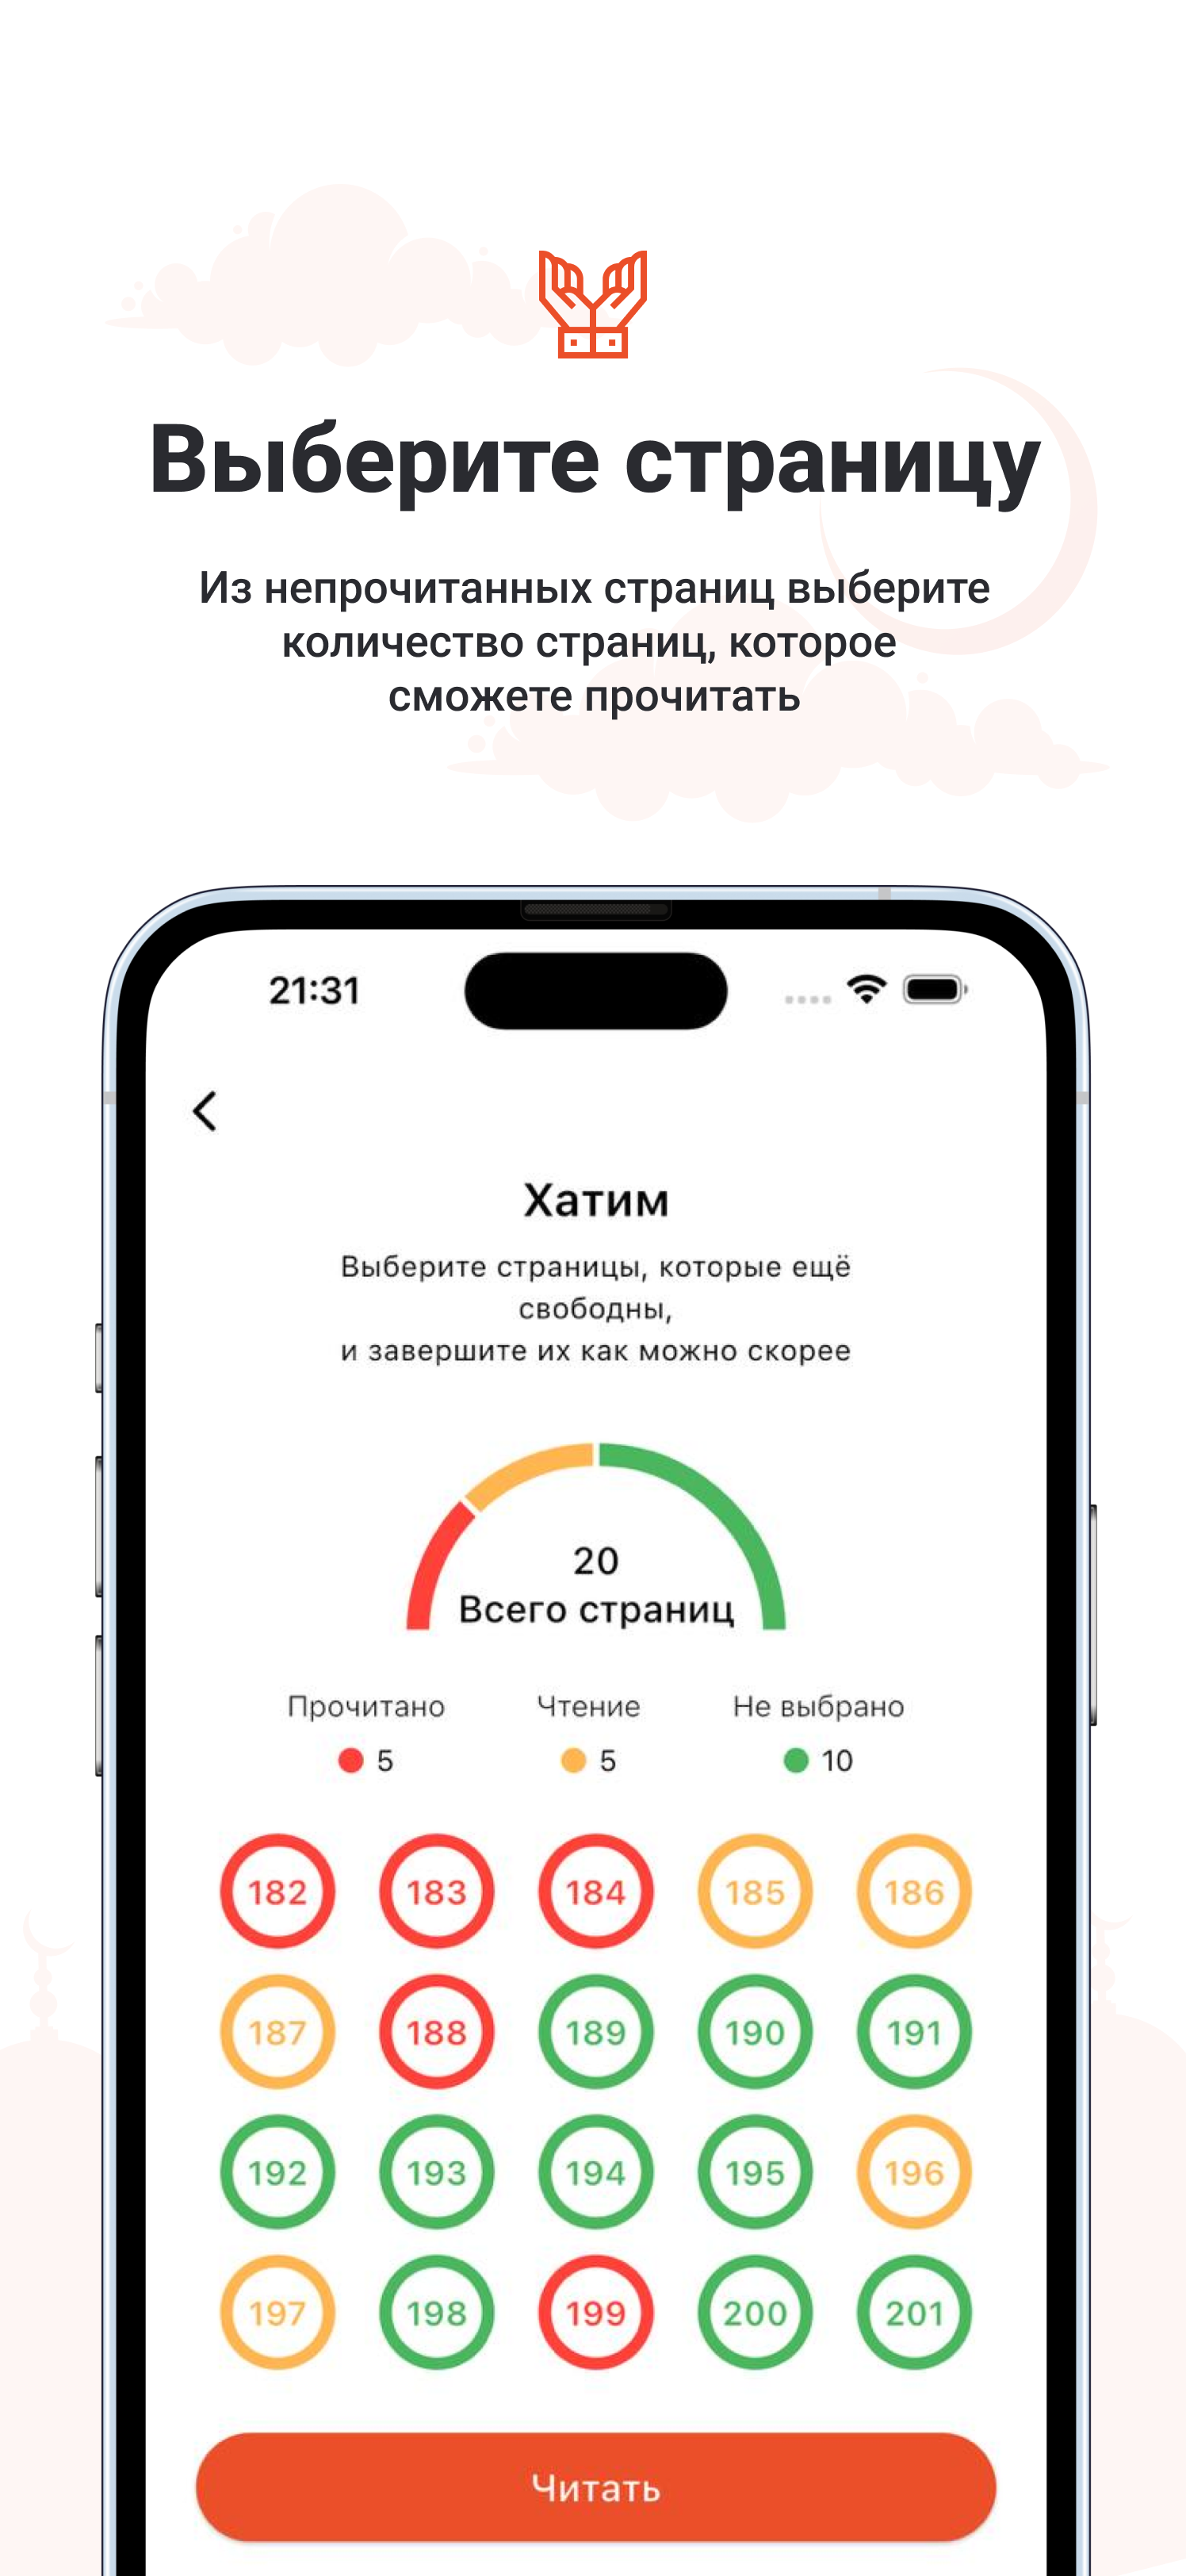 Выберите страницу
Из непрочитанных страниц выберите
количество страниц, которое
сможете прочитать
21:31
Хатим
Выберите страницы, которые ещё
свободны,
и завершите их как можно скорее
20
Всего страниц
Прочитано Чтение Не выбрано
5 5 10
182 183 184 185 186
187 188 189 190 191
192 193 194 195 196
197 198 199 200 201
Читать